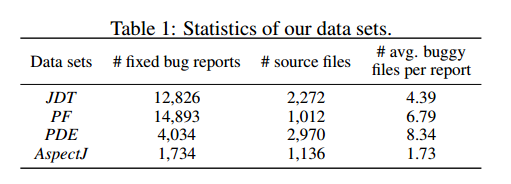 Table 1: Statistics of our data sets.
Data sets # fixed bug reports # source files # avg. buggy files per report
JDT 12,826 2,272 4.39
PF 14,893 1,012 6.79
PDE 4,034 2,970 8.34
AspectJ 1,734 1,136 1.73